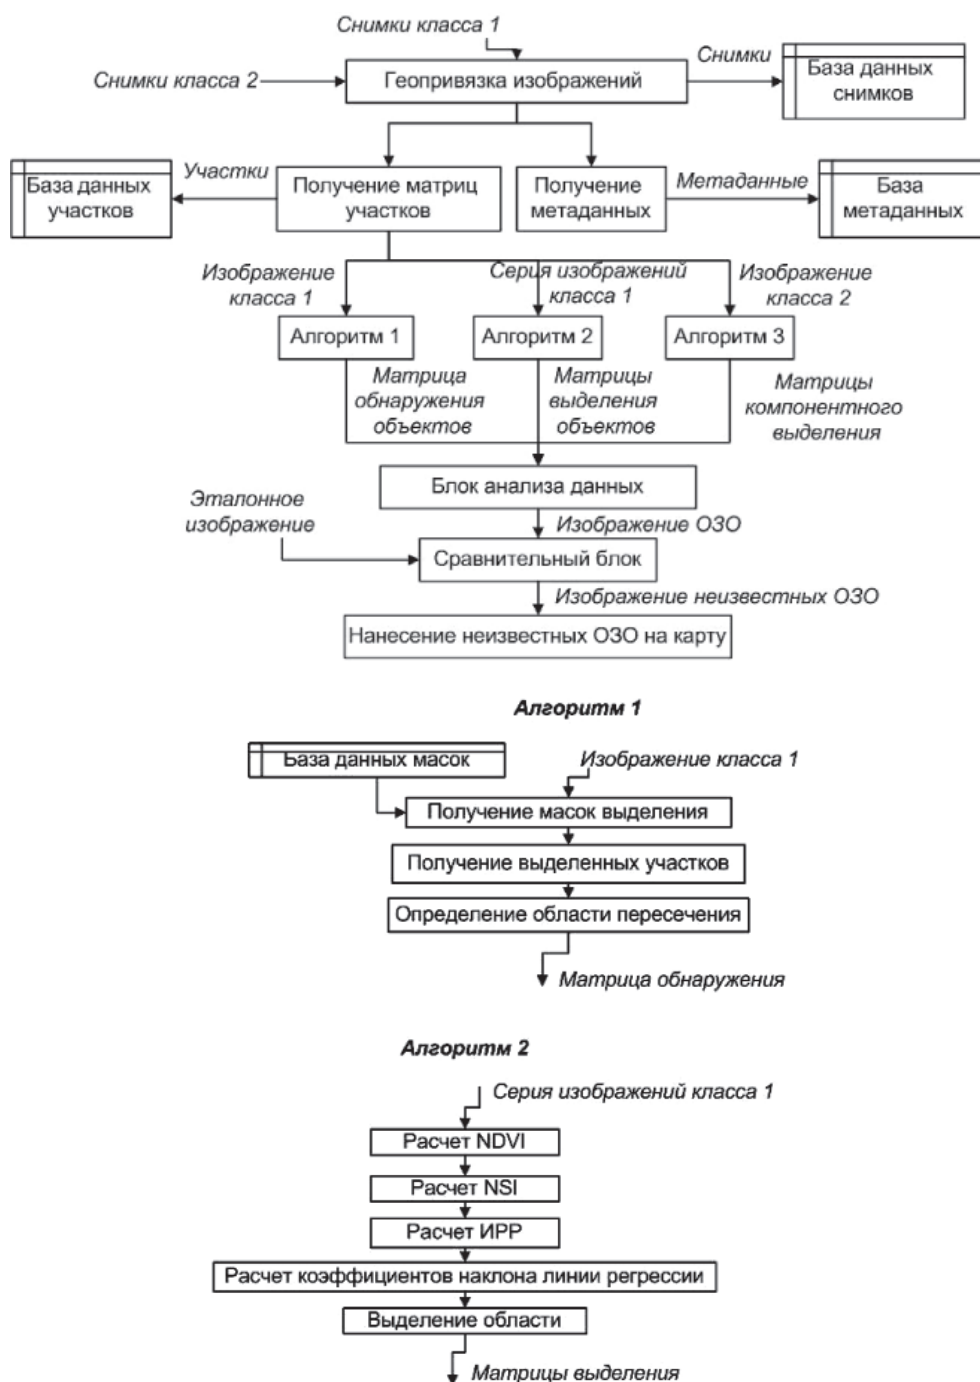 Снимки класса 1
Снимки класса 2
Геопривязка изображений
Снимки
База данных
снимков
База данных
участков
Участки
Получение матриц
участков
Получение
метаданных
Метаданные
База
метаданных
Изображение
класса 1
Серия изображений
класса 1
Изображение
класса 2
Алгоритм 1
Алгоритм 2
Алгоритм 3
Матрица
обнаружения
объектов
Матрицы
выделения
объектов
Матрицы
компонентного
выделения
Блок анализа данных
Эталонное
изображение
Изображение ОЗО
Сравнительный блок
Изображение неизвестных ОЗО
Нанесение неизвестных ОЗО на карту
Алгоритм 1
База данных масок
Изображение класса 1
Получение масок выделения
Получение выделенных участков
Определение области пересечения
Матрица обнаружения
Алгоритм 2
Серия изображений класса 1
Расчет NDVI
Расчет NSI
Расчет ИРР
Расчет коэффициентов наклона линии регрессии
Выделение области
Матрицы выделения